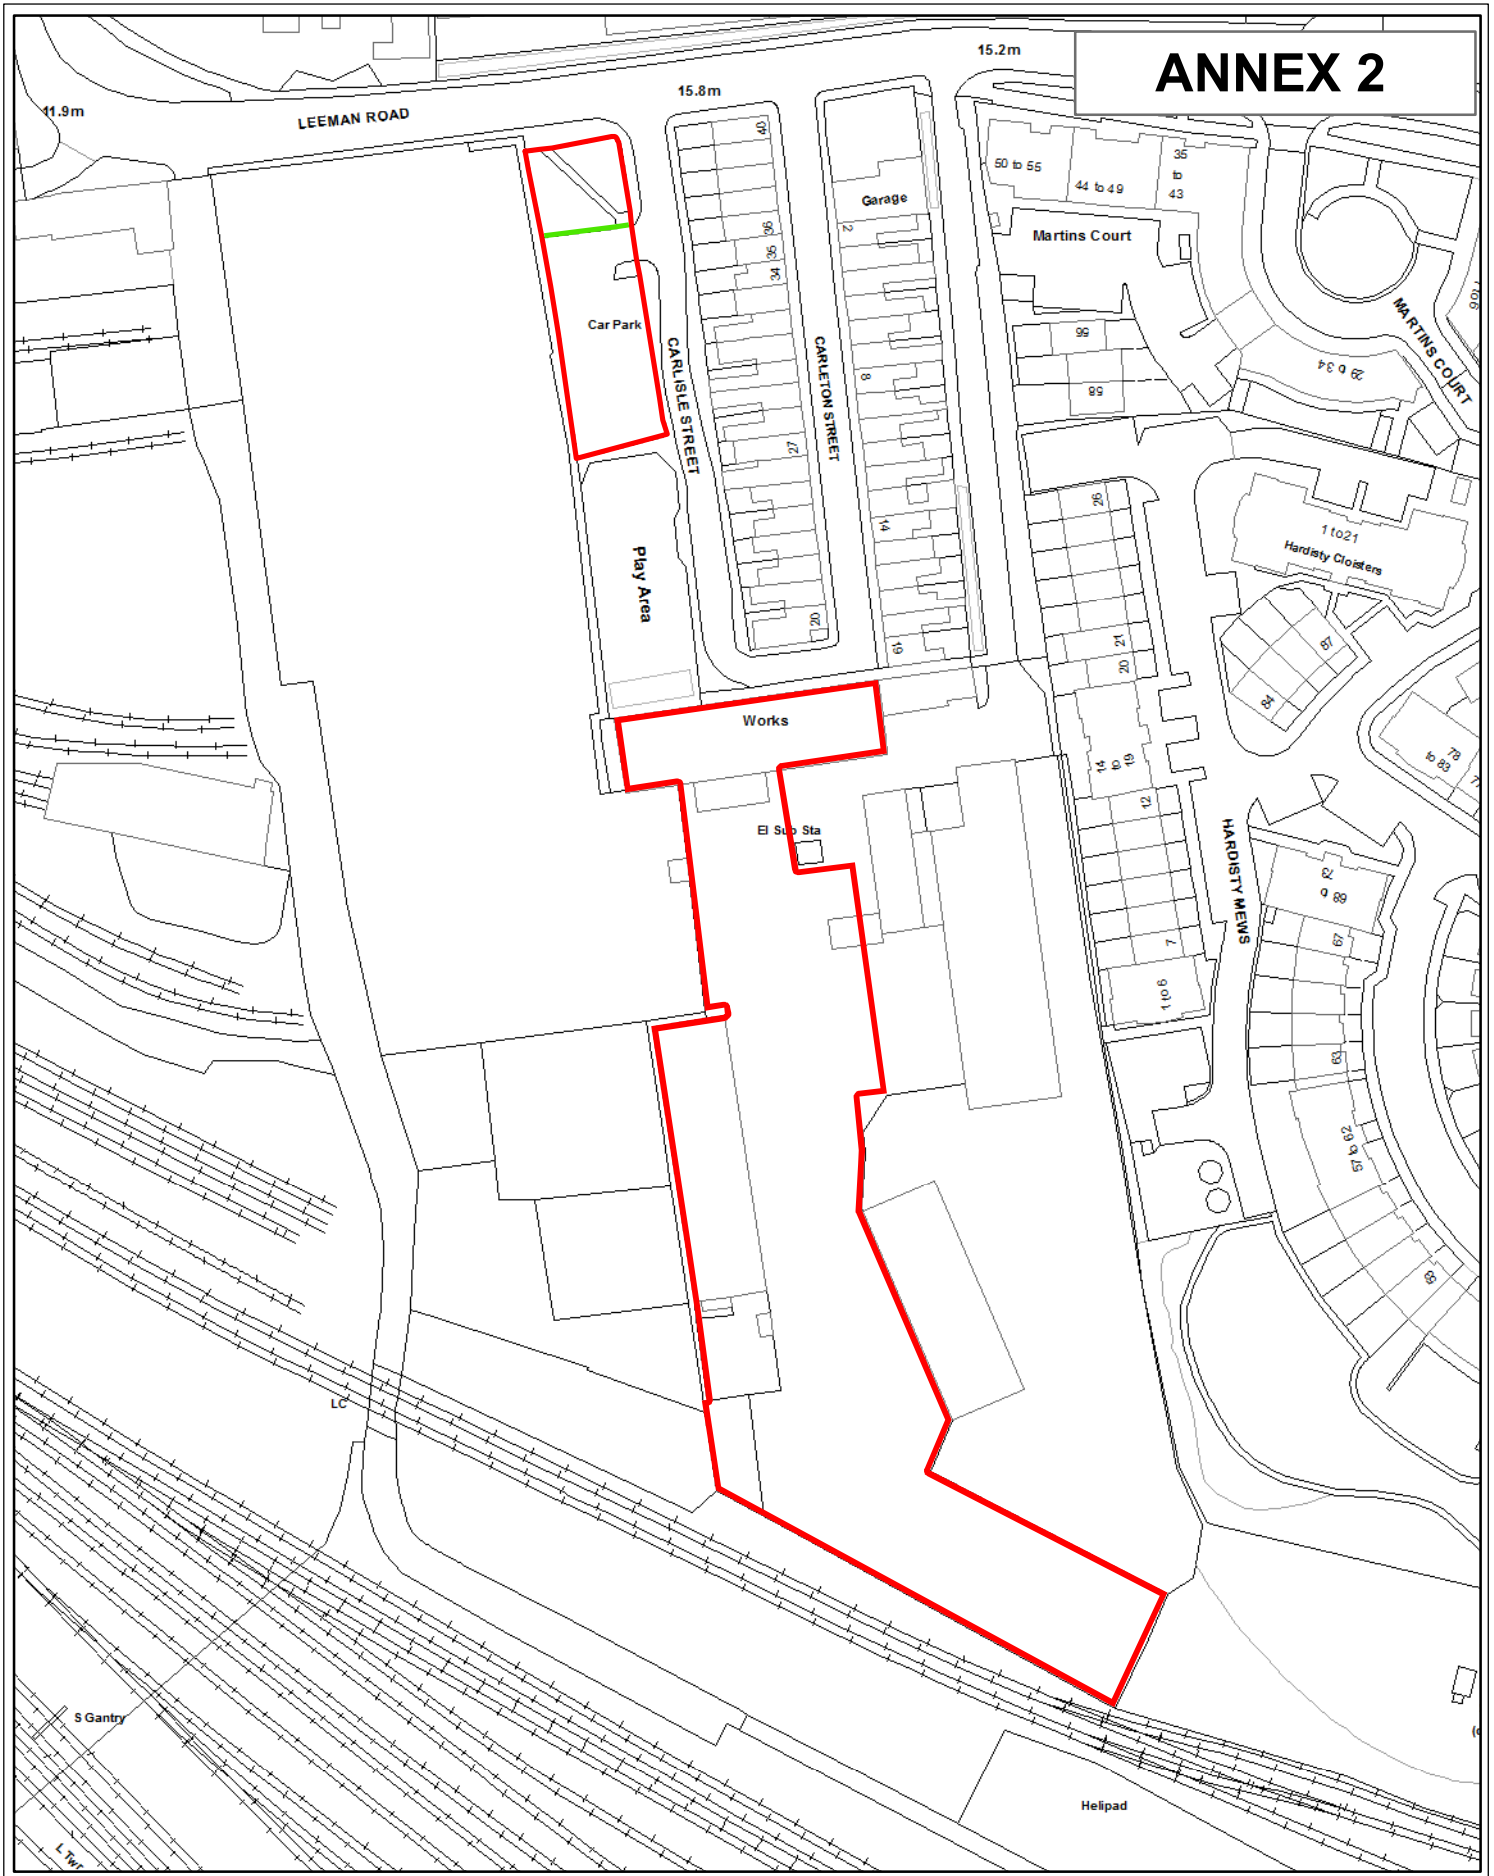 ANNEX 2
15.2m
15.8m
11.9m
LEEMAN ROAD
40
50 to 55
44 to 49
35
to
43
Garage
Martins Court
2
36
35
34
MARTINS COURT
Car Park
CARLISLE STREET
CARLETON STREET
56
58
29 to 34
8
27
26
14
1 to 21
Hardisty Cloisters
Play Area
20
19
21
20
87
84
Works
14
to
19
78
to 83
12
El Sub Sta
HARDISTY MEWS
73
68 to
67
7
1 to 6
63
57 to 62
LC
S Gantry
Helipad
L Twr